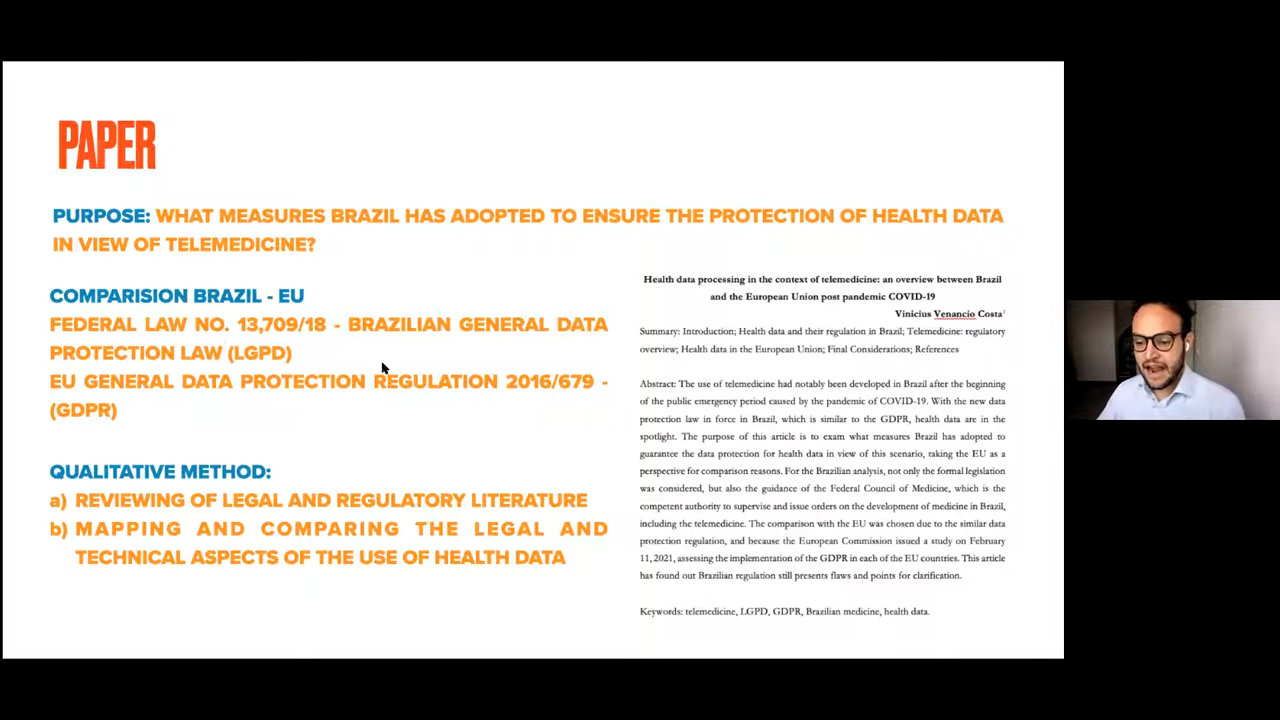 PAPER
PURPOSE: WHAT MEASURES BRAZIL HAS ADOPTED TO ENSURE THE PROTECTION OF HEALTH DATA
IN VIEW OF TELEMEDICINE?
COMPARISION BRAZIL - EU
FEDERAL LAW NO. 13,709/18 - BRAZILIAN GENERAL DATA
PROTECTION LAW (LGPD)
EU GENERAL DATA PROTECTION REGULATION 2016/679 -
(GDPR)
QUALITATIVE METHOD:
a) REVIEWING OF LEGAL AND REGULATORY LITERATURE
b) MAPPING AND COMPARING THE LEGAL AND
TECHNICAL ASPECTS OF THE USE OF HEALTH DATA
Health data processing in the context of telemedicine: an overview between Brazil
and the European Union post pandemic COVID-19
Vinicius Venancio Costa¹
Summary: Introduction; Health data and their regulation in Brazil; Telemedicine: regulatory
overview; Health data in the European Union; Final Considerations; References
Abstract: The use of telemedicine had notably been developed in Brazil after the beginning
of the public emergency period caused by the pandemic of COVID-19. With the new data
protection law in force in Brazil, which is similar to the GDPR, health data are in the
spotlight. The purpose of this article is to exam what measures Brazil has adopted to
guarantee the data protection for health data in view of this scenario, taking the EU as a
perspective for comparison reasons. For the Brazilian analysis, not only the formal legislation
was considered, but also the guidance of the Federal Council of Medicine, which is the
competent authority to supervise and issue orders on the development of medicine in Brazil,
including the telemedicine. The comparison with the EU was chosen due to the similar data
protection regulation, and because the European Commission issued a study on February
11, 2021, assessing the implementation of the GDPR in each of the EU countries. This article
has found out Brazilian regulation still presents flaws and points for clarification.
Keywords: telemedicine, LGPD, GDPR, Brazilian medicine, health data.